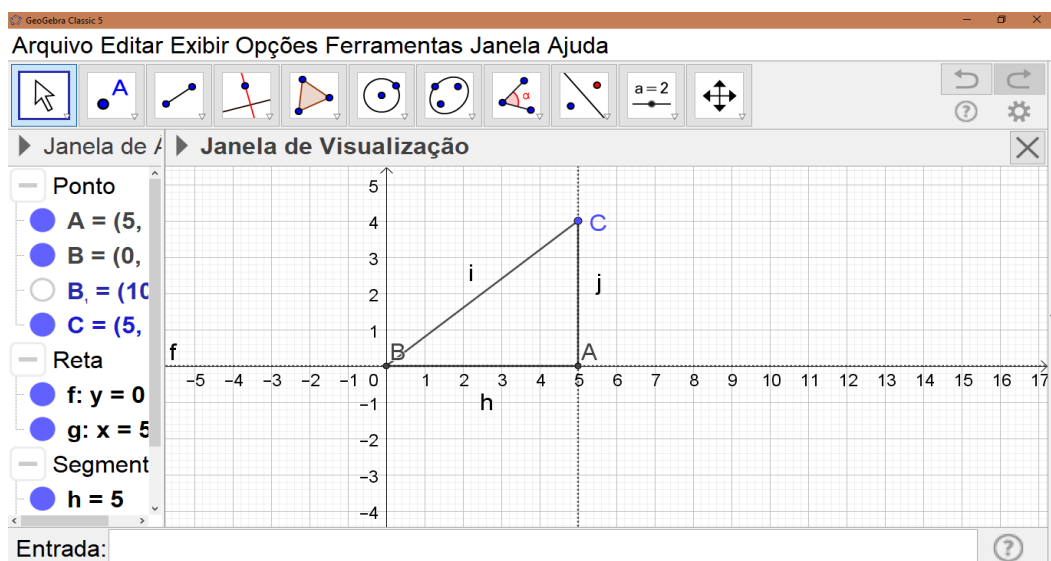 GeoGebra Classic 5
Arquivo Editar Exibir Opções Ferramentas Janela Ajuda
A
α
a = 2
Janela de Á
Janela de Visualização
Ponto
A = (5,
B = (0,
B₁ = (10
C = (5,
Reta
f: y = 0
g: x = 5
Segment
h = 5
5
4
C
3
i
j
2
1
f
B
A
−5 −4 −3 −2 −1 0 1 2 3 4 5 6 7 8 9 10 11 12 13 14 15 16 17
−1
h
−2
−3
−4
Entrada: